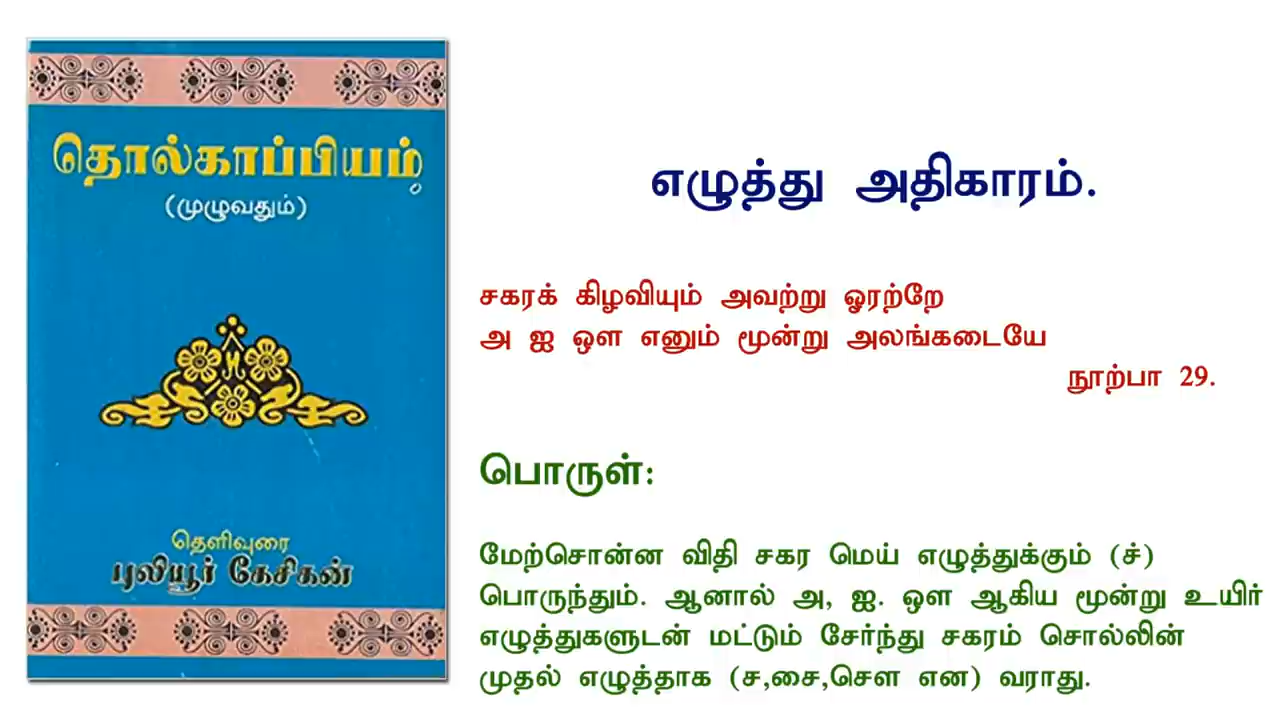 தொல்காப்பியம்
(முழுவதும்)
தெளிவுரை
புலியூர் கேசிகன்
எழுத்து அதிகாரம்.
சகரக் கிழவியும் அவற்று ஓரற்றே
அ ஐ ஔ எனும் மூன்று அலங்கடையே
நூற்பா 29.
பொருள்:
மேற்சொன்ன விதி சகர மெய் எழுத்துக்கும் (ச்)
பொருந்தும். ஆனால் அ, ஐ. ஔ ஆகிய மூன்று உயிர்
எழுத்துகளுடன் மட்டும் சேர்ந்து சகரம் சொல்லின்
முதல் எழுத்தாக (ச,சை,சௌ என) வராது.